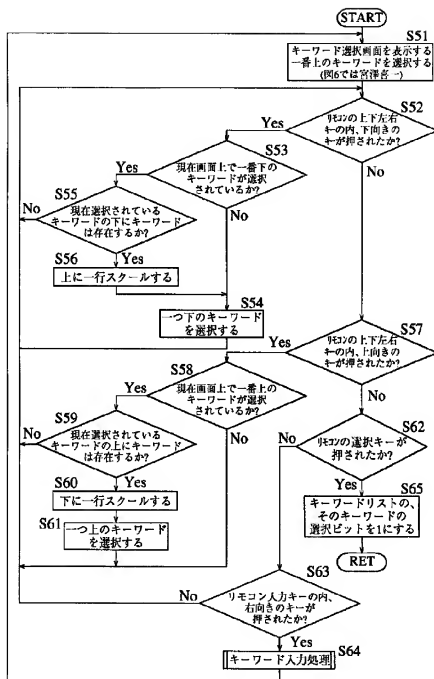 START
S51
キーワード選択画面を表示する
一番上のキーワードを選択する
(図6では宮澤喜一)
S52
リモコンの上下左右
キーの内、下向きの
キーが押されたか?
Yes
No
S53
現在画面上で一番下の
キーワードが選択
されているか?
Yes
No
S55
現在選択されている
キーワードの下にキーワード
は存在するか?
No
Yes
S56
上に一行スクールする
S54
一つ下のキーワード
を選択する
S57
リモコンの上下左右
キーの内、上向きの
キーが押されたか?
Yes
No
S58
現在画面上で一番上の
キーワードが選択
されているか?
Yes
No
S59
現在選択されている
キーワードの上にキーワード
は存在するか?
No
Yes
S60
下に一行スクールする
S61
一つ上のキーワード
を選択する
S62
リモコンの選択キーが
押されたか?
No
Yes
S65
キーワードリストの、
そのキーワードの
選択ビットを1にする
RET
S63
リモコン入力キーの内、
右向きのキーが
押されたか?
No
Yes
S64
キーワード入力処理